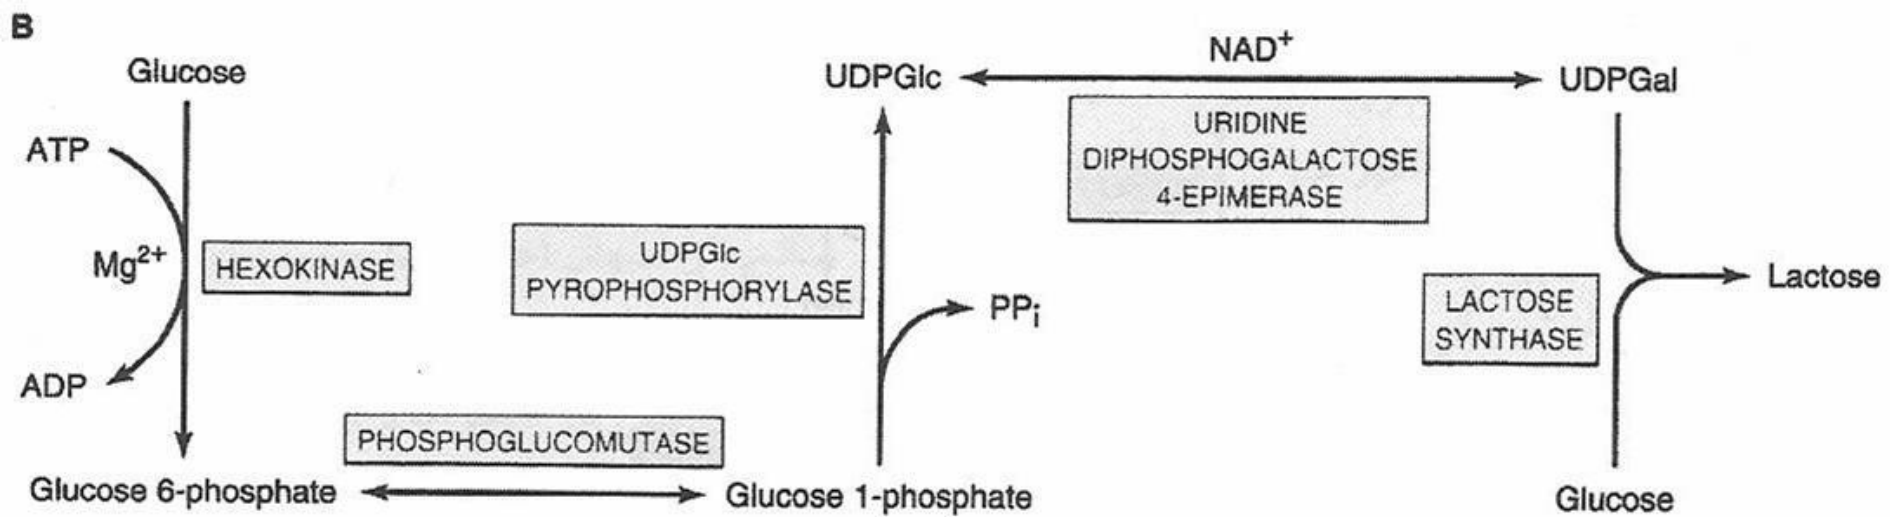 B
Glucose
ATP
Mg2+
HEXOKINASE
ADP
Glucose 6-phosphate
PHOSPHOGLUCOMUTASE
Glucose 1-phosphate
UDPGlc
PYROPHOSPHORYLASE
PPi
UDPGlc
NAD+
URIDINE
DIPHOSPHOGALACTOSE
4-EPIMERASE
UDPGal
LACTOSE
SYNTHASE
Lactose
Glucose